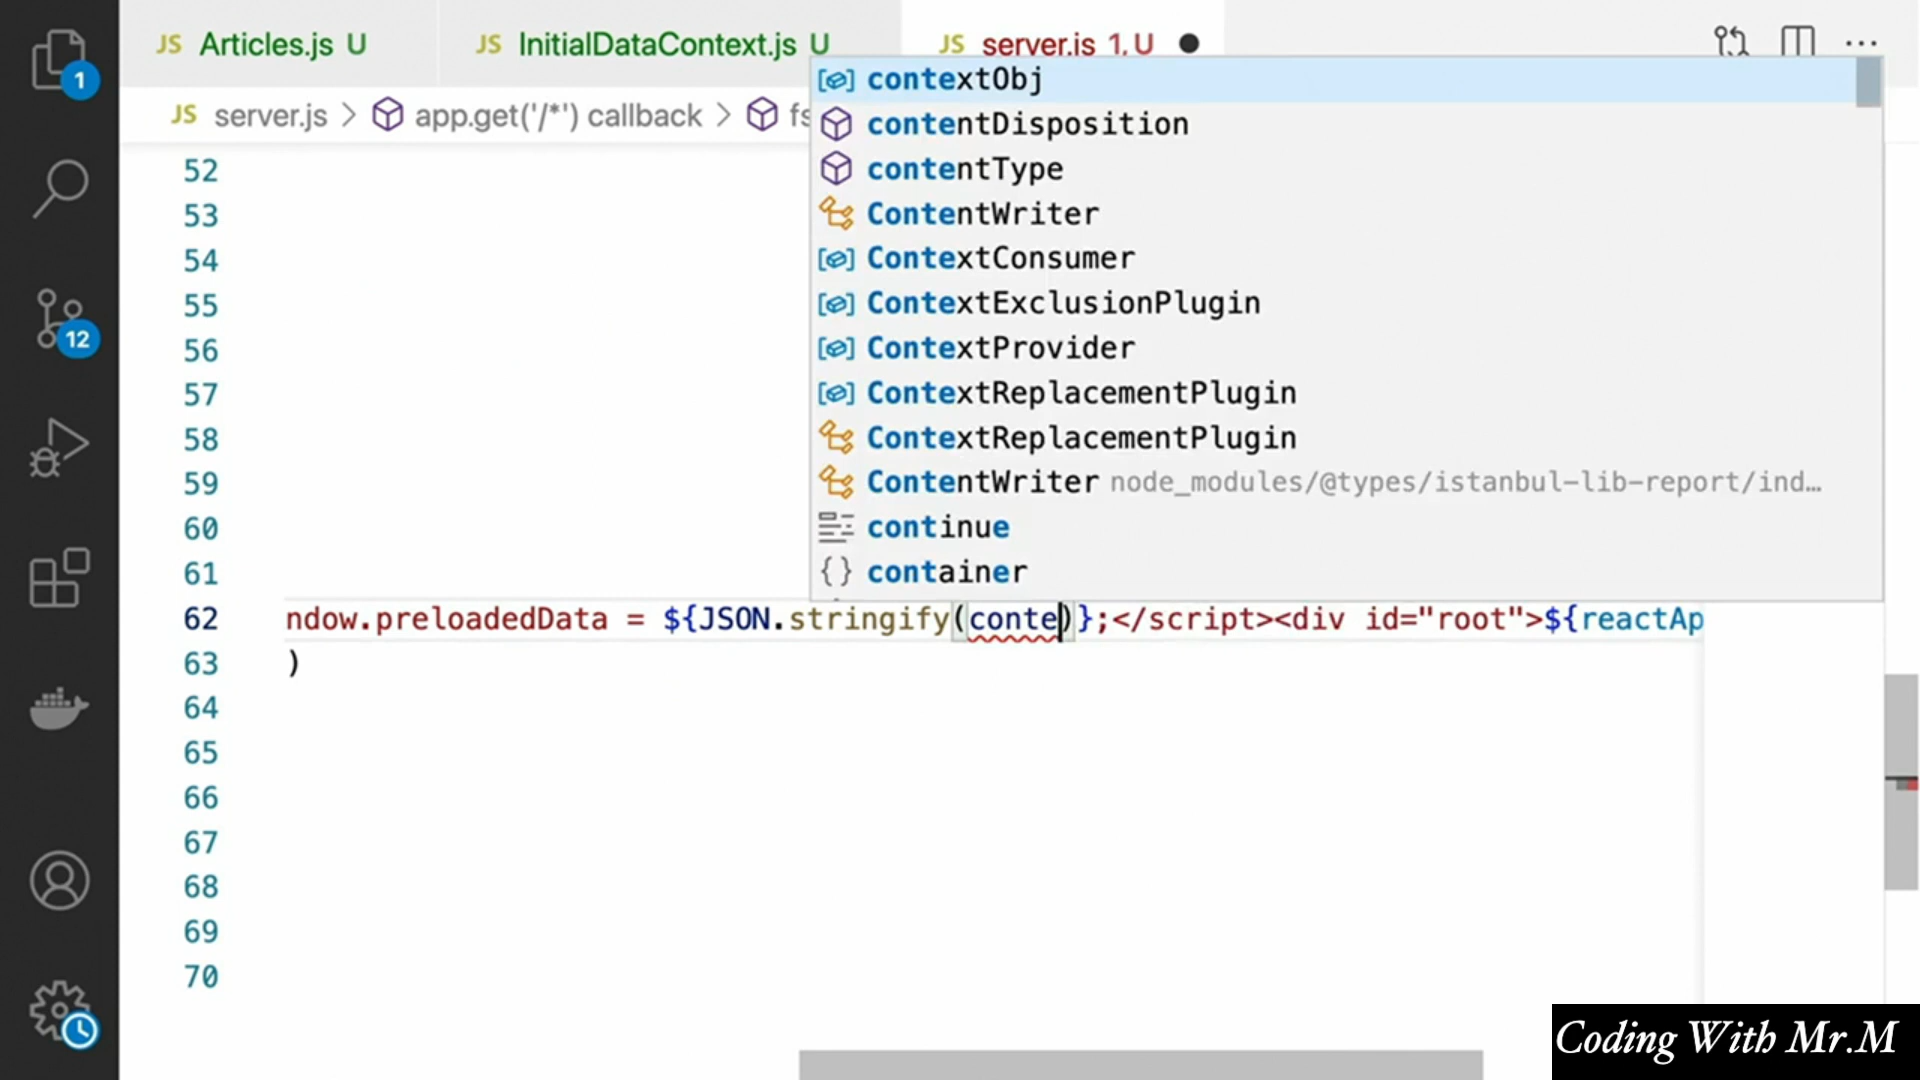 JS Articles.js U
JS InitialDataContext.js U
JS server.js 1, U
1
JS server.js > app.get('/*') callback > fs
contextObj
contentDisposition
contentType
ContentWriter
ContextConsumer
ContextExclusionPlugin
ContextProvider
ContextReplacementPlugin
ContextReplacementPlugin
ContentWriter node_modules/@types/istanbul-lib-report/ind…
continue
{} container
12
52
53
54
55
56
57
58
59
60
61
62 ndow.preloadedData = ${JSON.stringify(conte)};</script><div id="root">${reactAp
63 )
64
65
66
67
68
69
70
Coding With Mr.M